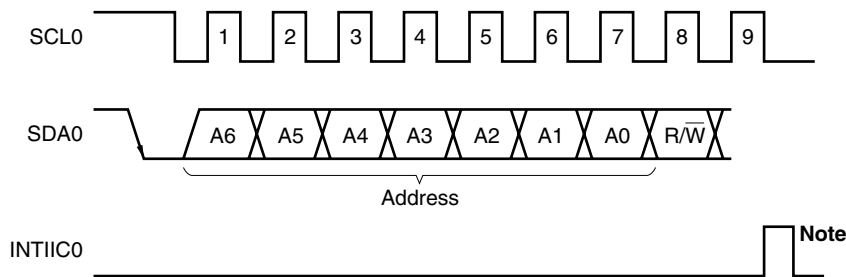 SCL0 1 2 3 4 5 6 7 8 9
SDA0 A6 A5 A4 A3 A2 A1 A0 R/W̅
Address
INTIIC0 Note